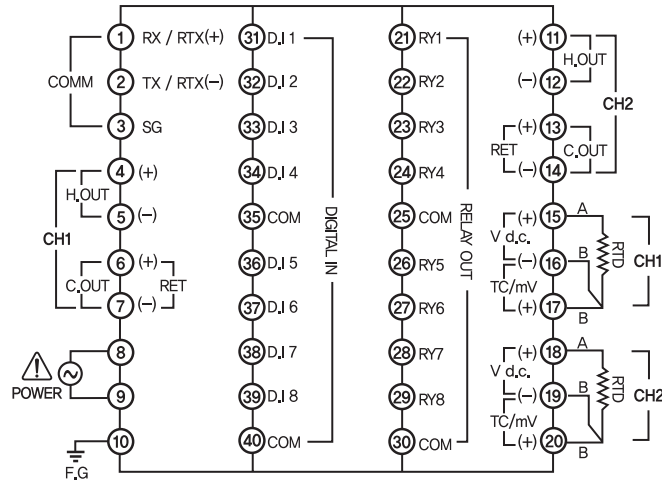 1 RX / RTX(+) 31 D.I 1 21 RY1 (+) 11
H.OUT
COMM 2 TX / RTX(−) 32 D.I 2 22 RY2 (−) 12
CH2
3 SG 33 D.I 3 23 RY3 (+) 13
RET C.OUT
4 (+) 34 D.I 4 24 RY4 (−) 14
H.OUT
5 (−) 35 COM 25 COM (+) 15 A
CH1 DIGITAL IN RELAY OUT V d.c. RTD CH1
6 (+) 36 D.I 5 26 RY5 (−) 16 B
C.OUT RET TC/mV
7 (−) 37 D.I 6 27 RY6 (+) 17 B
8 38 D.I 7 28 RY7 (+) 18 A
POWER V d.c. RTD CH2
9 39 D.I 8 29 RY8 (−) 19 B
TC/mV
10 40 COM 30 COM (+) 20 B
F.G